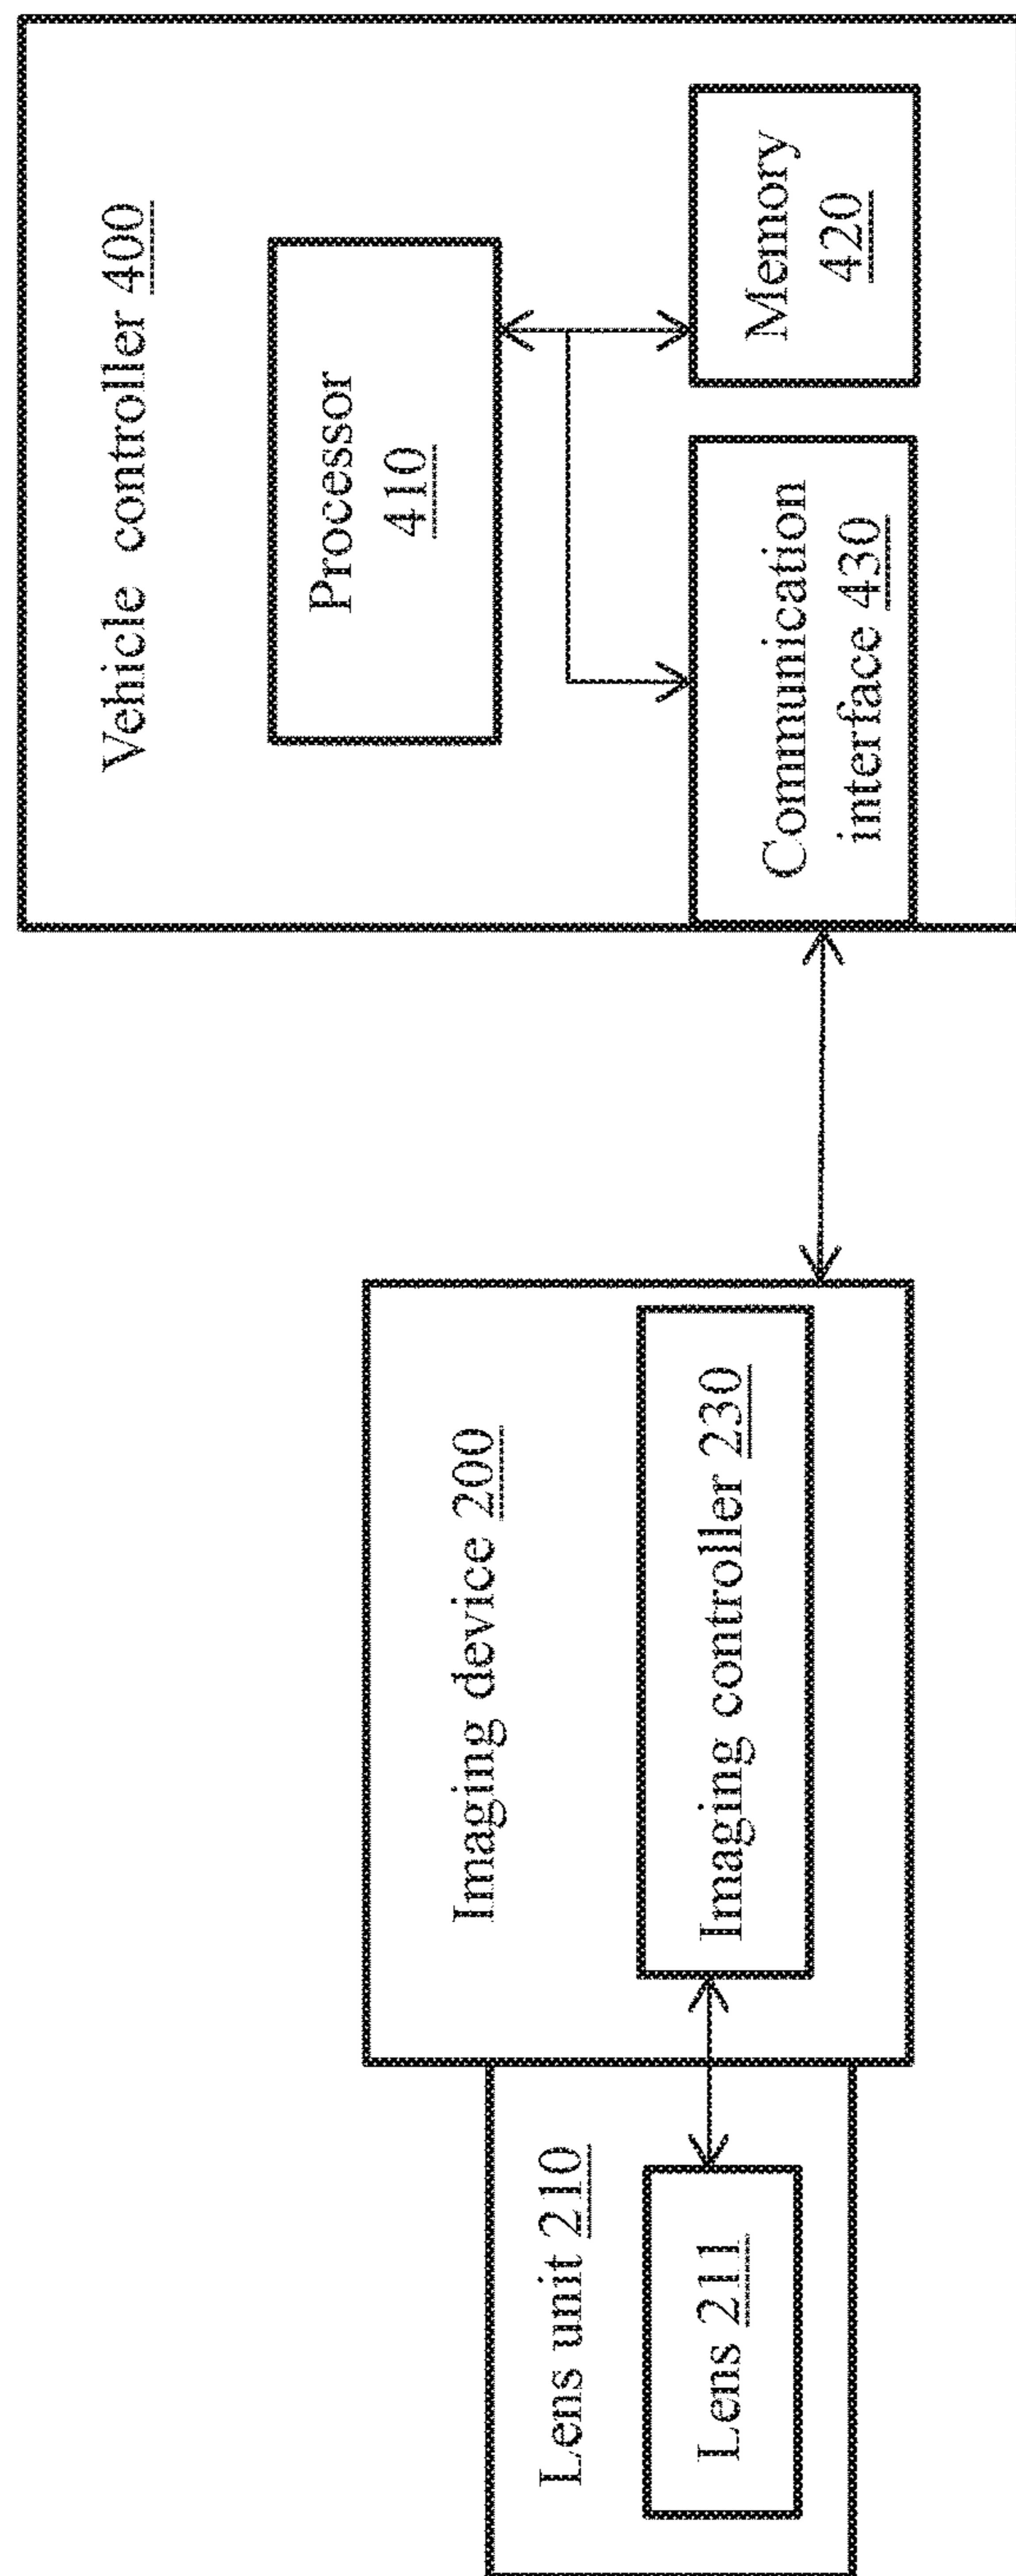 Lens unit 210
Lens 211
Imaging device 200
Imaging controller 230
Vehicle controller 400
Processor
410
Communication
interface 430
Memory
420